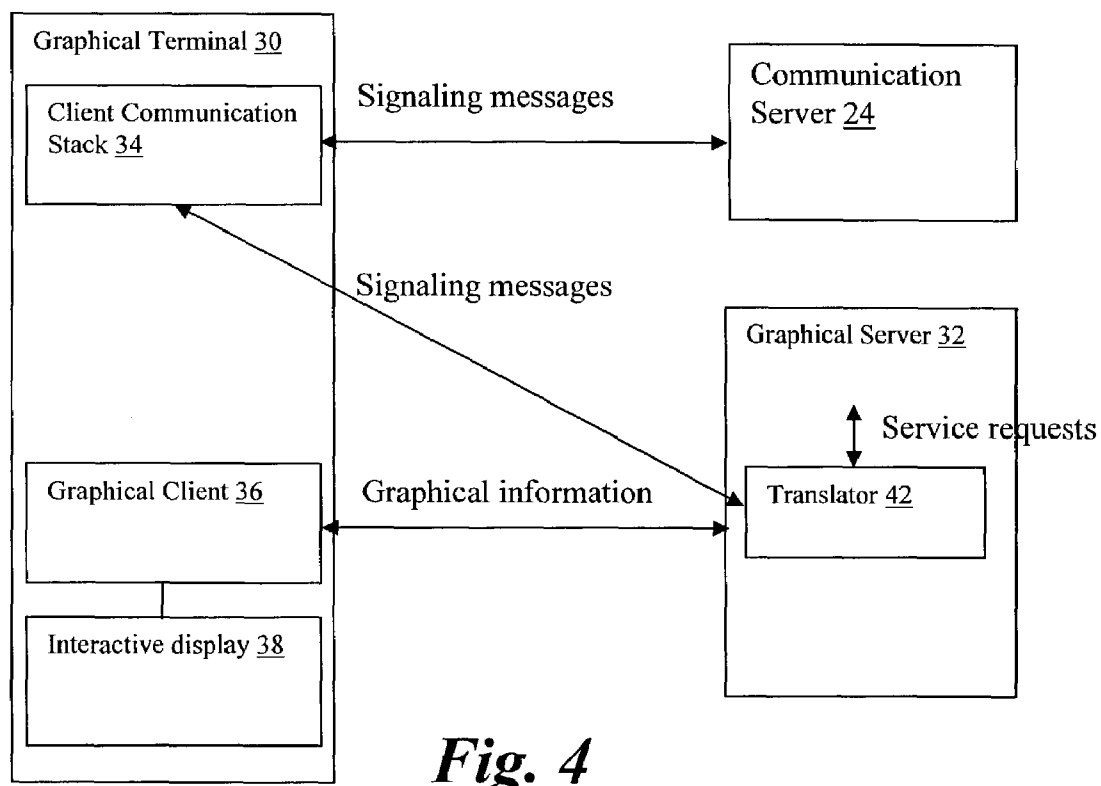 Graphical Terminal 30
Client Communication
Stack 34
Signaling messages
Communication
Server 24
Signaling messages
Graphical Server 32
Service requests
Graphical Client 36
Graphical information
Translator 42
Interactive display 38
Fig. 4